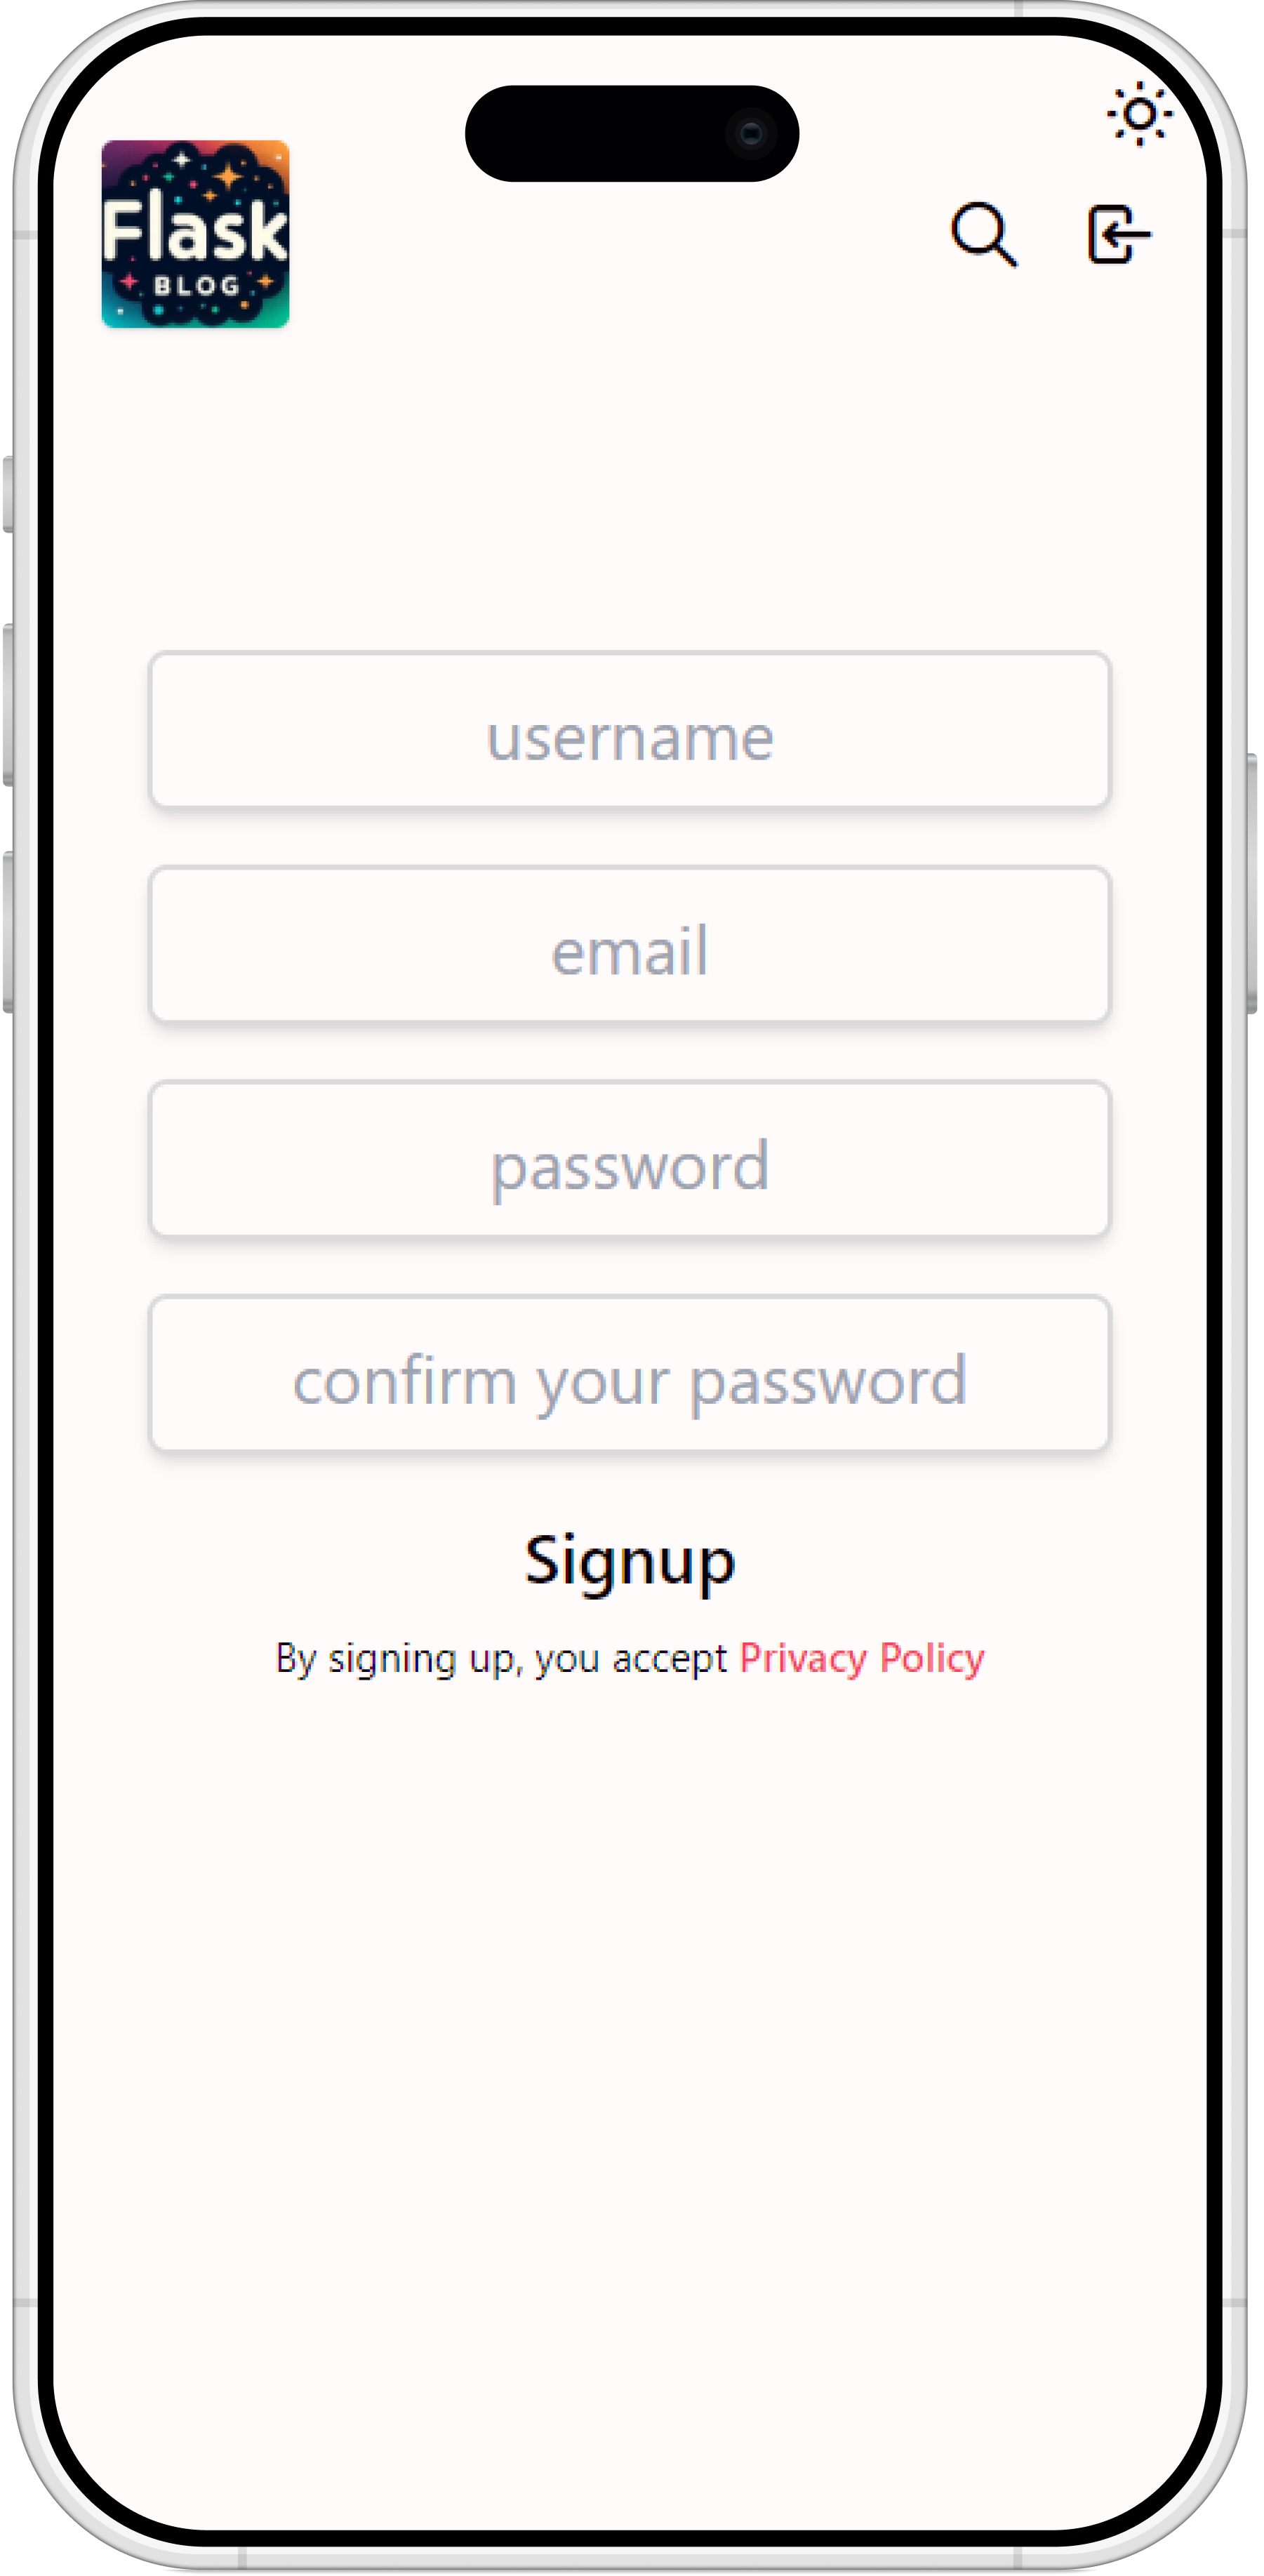 Flask
BLOG
username
email
password
confirm your password
Signup
By signing up, you accept Privacy Policy